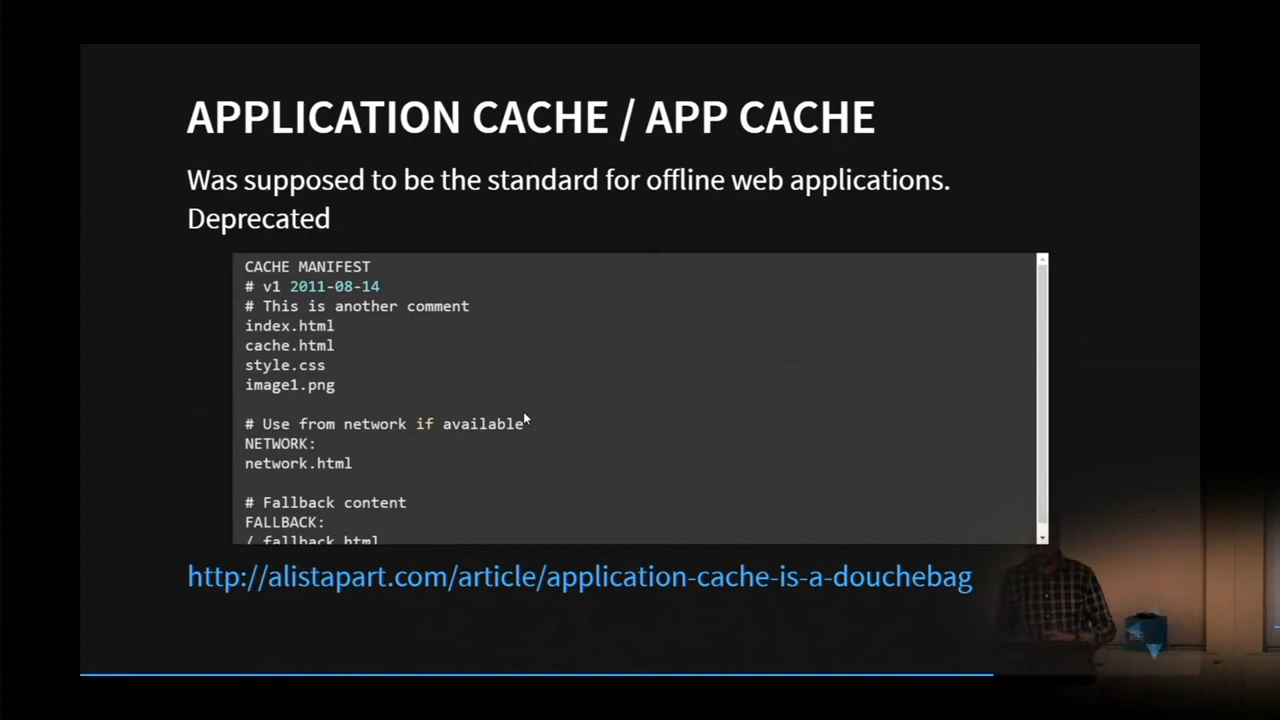 APPLICATION CACHE / APP CACHE
Was supposed to be the standard for offline web applications.
Deprecated
CACHE MANIFEST
# v1 2011-08-14
# This is another comment
index.html
cache.html
style.css
image1.png
# Use from network if available
NETWORK:
network.html
# Fallback content
FALLBACK:
/ fallback.html
http://alistapart.com/article/application-cache-is-a-douchebag